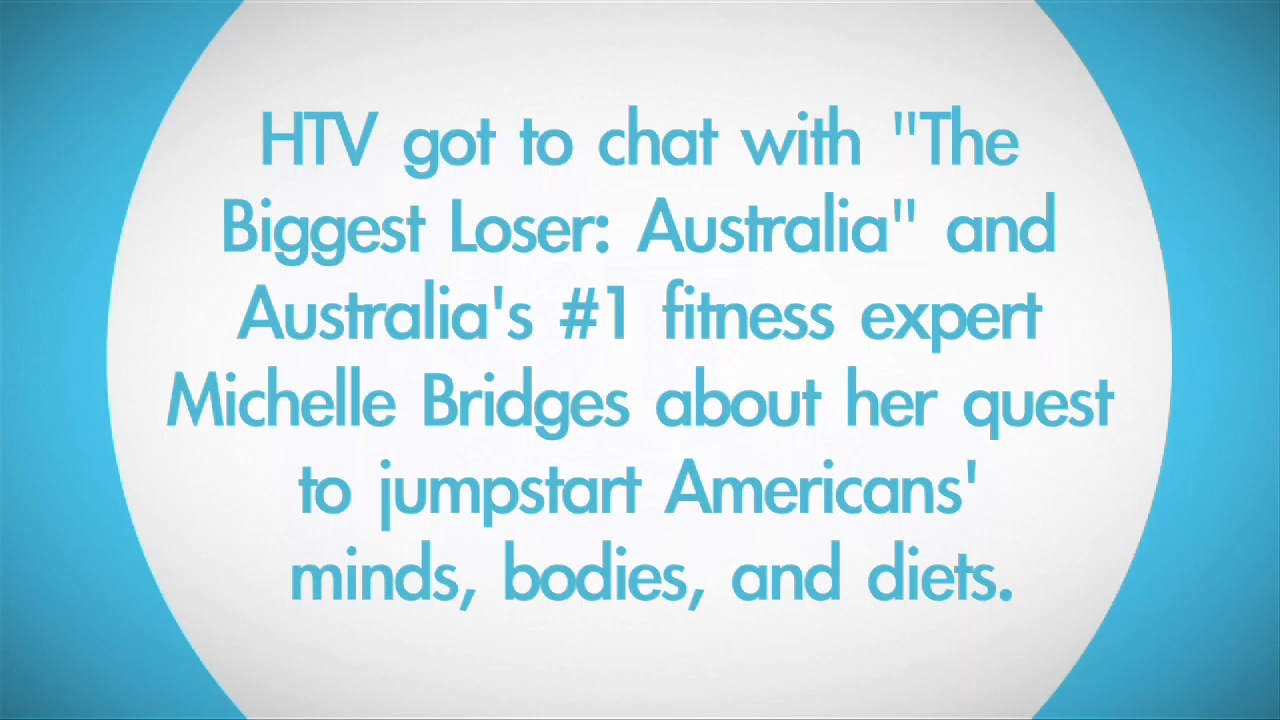 HTV got to chat with "The
Biggest Loser: Australia" and
Australia's #1 fitness expert
Michelle Bridges about her quest
to jumpstart Americans'
minds, bodies, and diets.